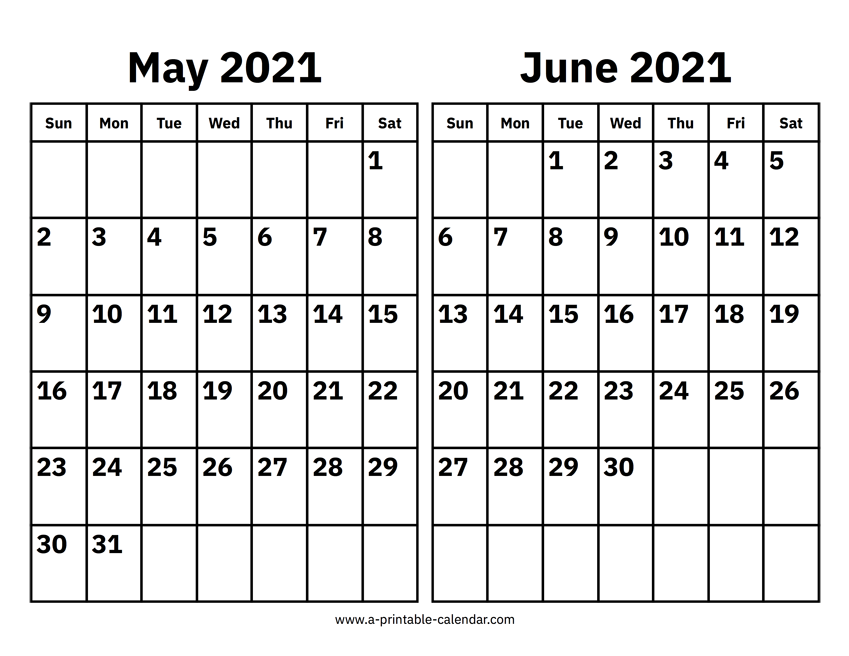 May 2021
Sun Mon Tue Wed Thu Fri Sat
1
2 3 4 5 6 7 8
9 10 11 12 13 14 15
16 17 18 19 20 21 22
23 24 25 26 27 28 29
30 31
June 2021
Sun Mon Tue Wed Thu Fri Sat
1 2 3 4 5
6 7 8 9 10 11 12
13 14 15 16 17 18 19
20 21 22 23 24 25 26
27 28 29 30
www.a-printable-calendar.com